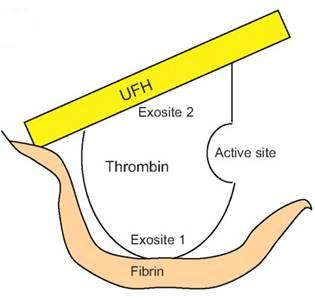 UFH
Exosite 2
Active site
Thrombin
Exosite 1
Fibrin